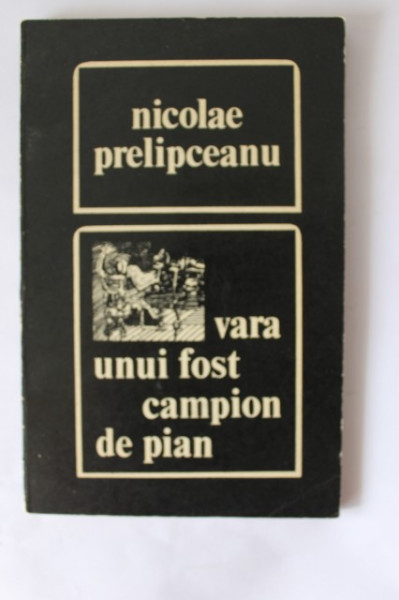 nicolae
prelipceanu
vara
unui fost
campion
de pian